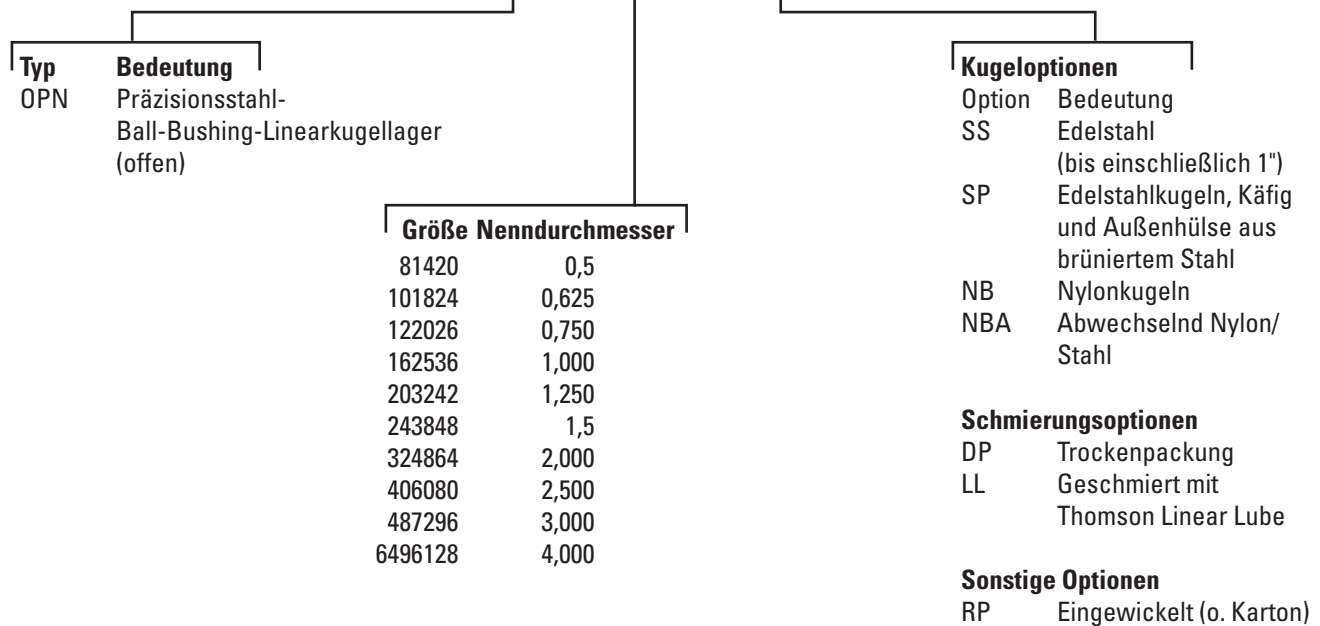 Typ Bedeutung
OPN Präzisionsstahl-
Ball-Bushing-Linearkugellager
(offen)
Größe Nenndurchmesser
81420 0,5
101824 0,625
122026 0,750
162536 1,000
203242 1,250
243848 1,5
324864 2,000
406080 2,500
487296 3,000
6496128 4,000
Kugeloptionen
Option Bedeutung
SS Edelstahl
(bis einschließlich 1")
SP Edelstahlkugeln, Käfig
und Außenhülse aus
brüniertem Stahl
NB Nylonkugeln
NBA Abwechselnd Nylon/
Stahl
Schmierungsoptionen
DP Trockenpackung
LL Geschmiert mit
Thomson Linear Lube
Sonstige Optionen
RP Eingewickelt (o. Karton)